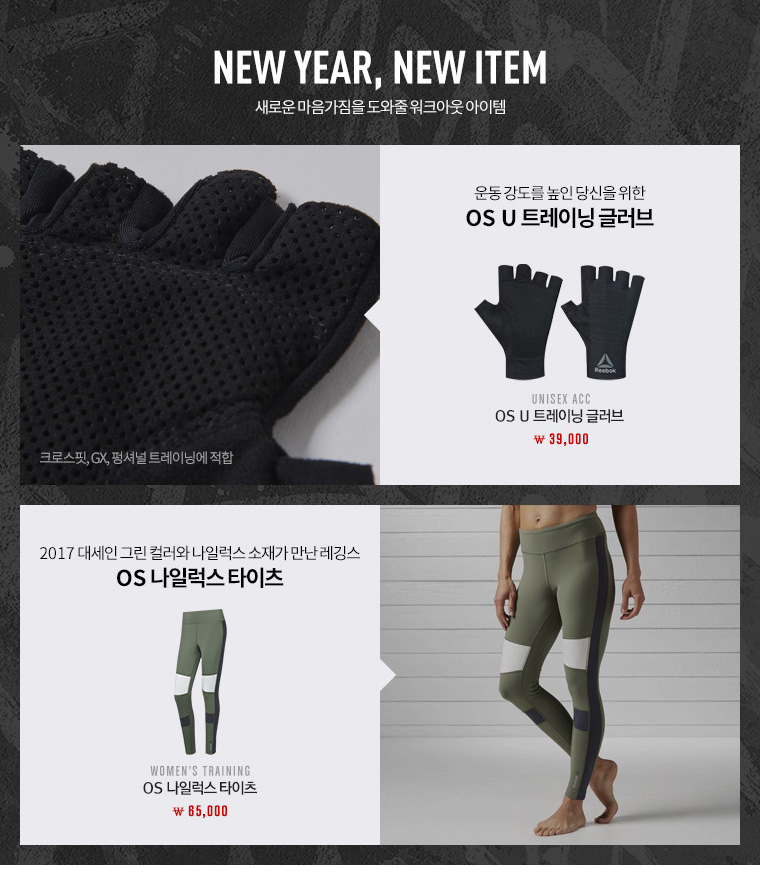 NEW YEAR, NEW ITEM
새로운 마음가짐을 도와줄 워크아웃 아이템
운동 강도를 높인 당신을 위한
OS U 트레이닝 글러브
Reebok
크로스핏, GX, 펑셔널 트레이닝에 적합
UNISEX ACC
OS U 트레이닝 글러브
₩ 39,000
2017 대세인 그린 컬러와 나일럭스 소재가 만난 레깅스
OS 나일럭스 타이츠
WOMEN'S TRAINING
OS 나일럭스 타이츠
₩ 65,000